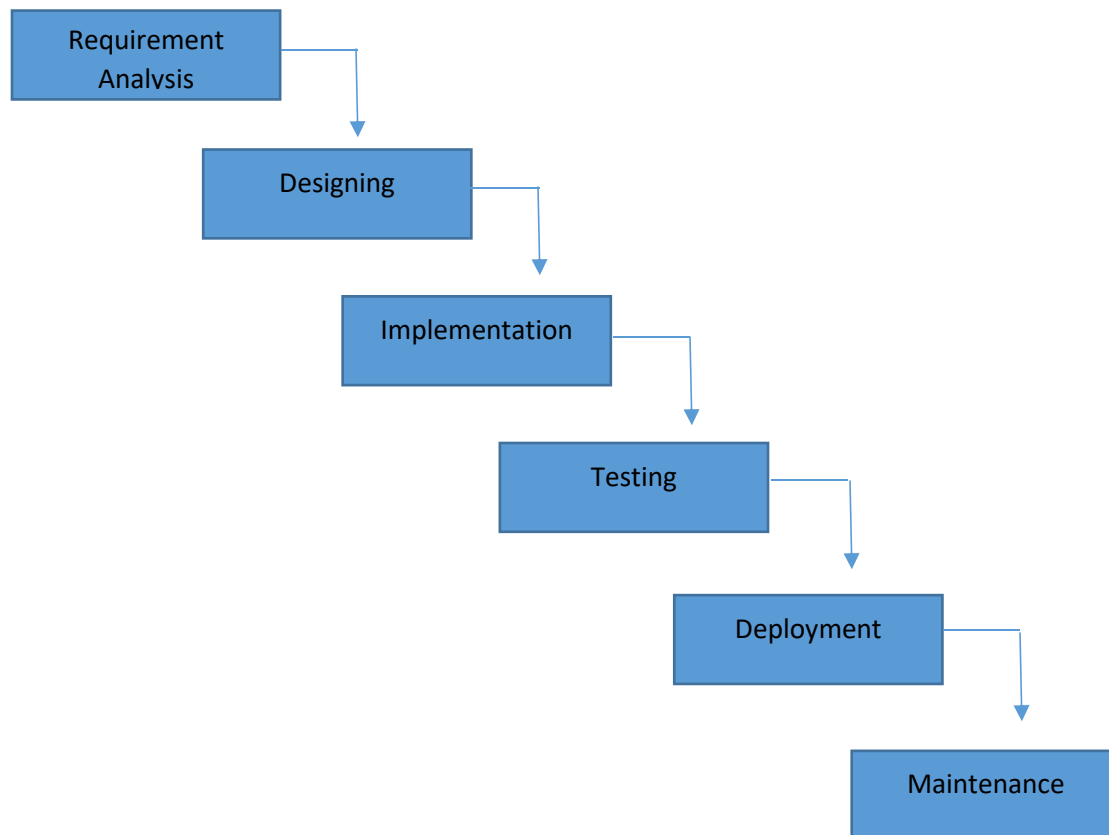 Requirement
Analysis
Designing
Implementation
Testing
Deployment
Maintenance